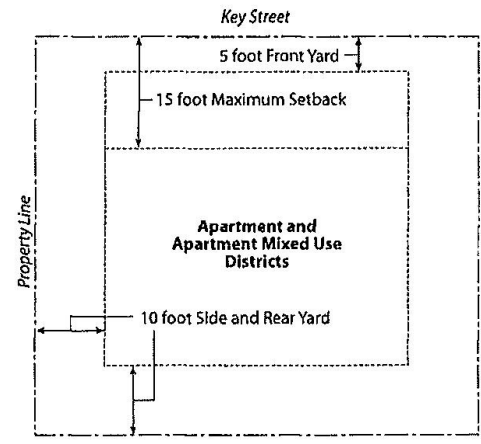 Key Street
5 foot Front Yard
15 foot Maximum Setback
Property Line
Apartment and
Apartment Mixed Use
Districts
10 foot Side and Rear Yard